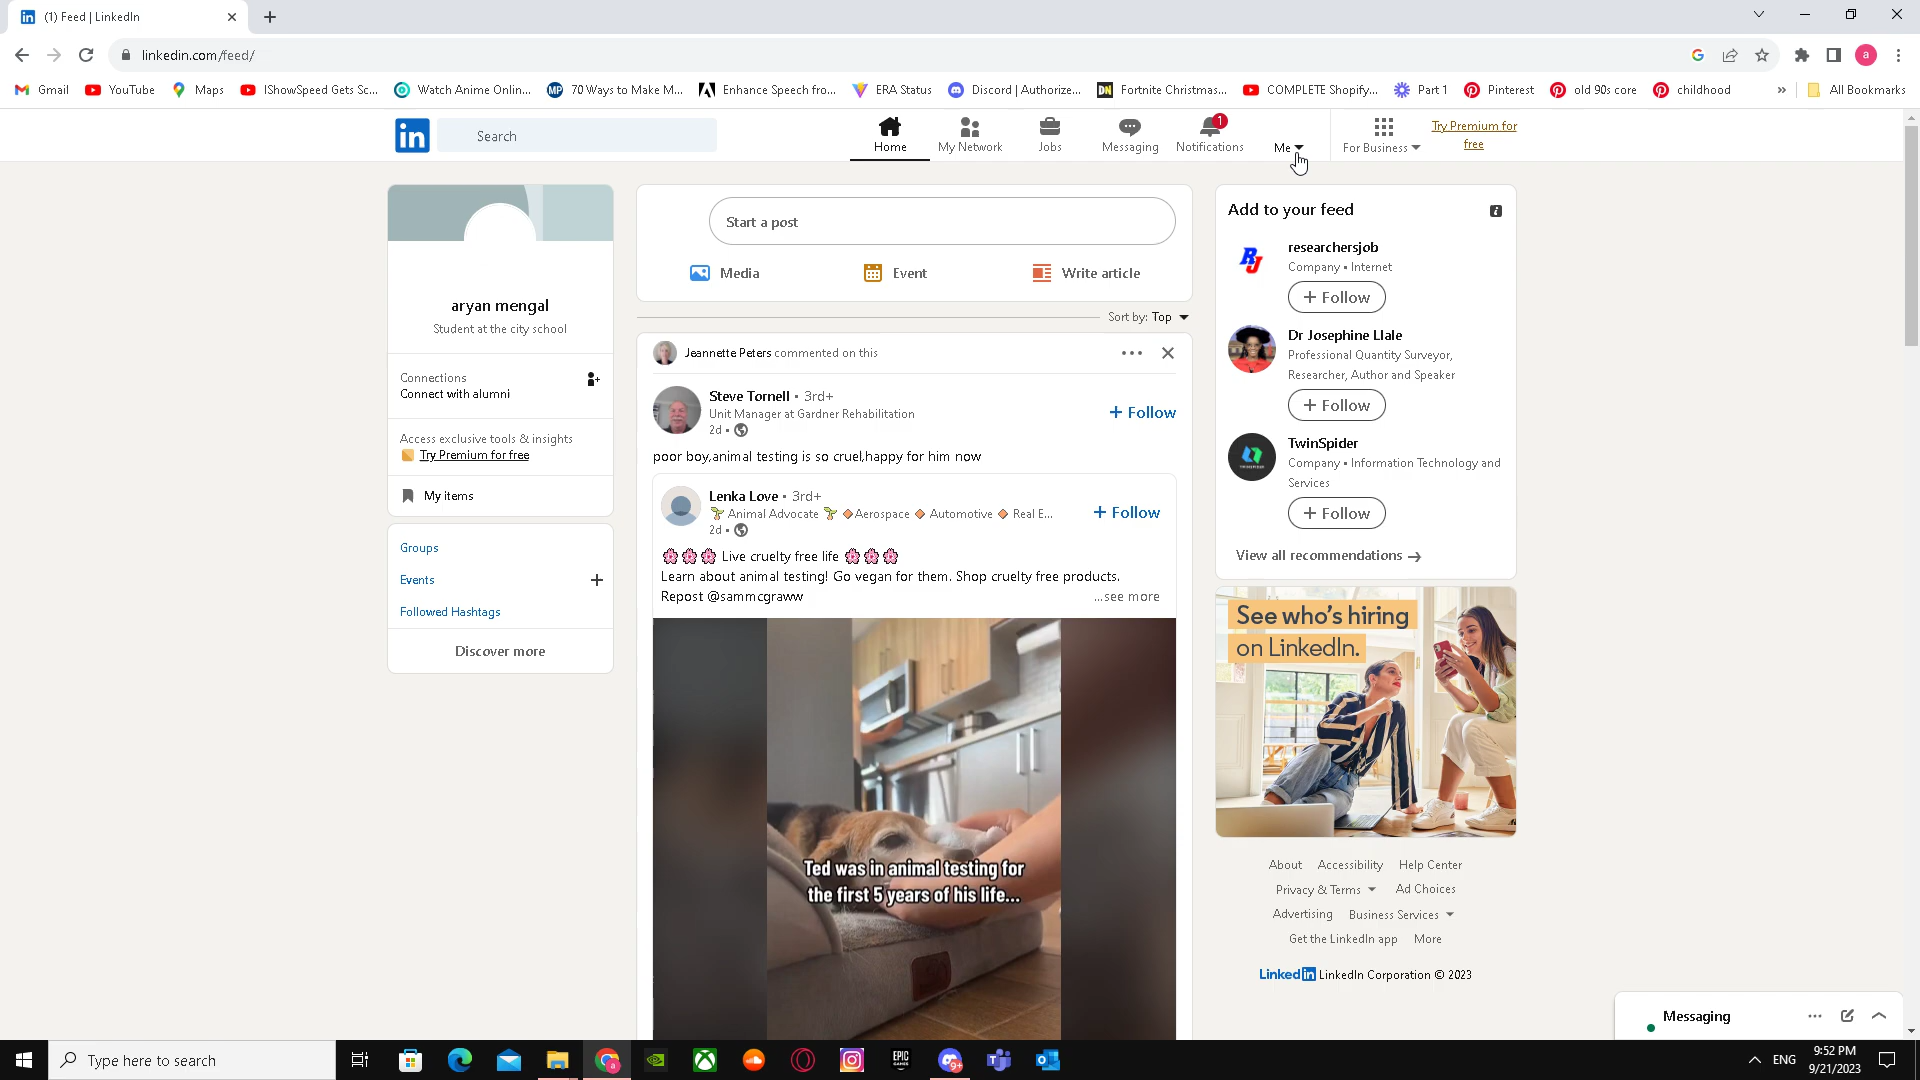 (1) Feed | LinkedIn
linkedin.com/feed/
a
Gmail
YouTube
Maps
IShowSpeed Gets Sc...
Watch Anime Onlin...
70 Ways to Make M...
Enhance Speech fro...
ERA Status
Discord | Authorize...
Fortnite Christmas...
COMPLETE Shopify...
Part 1
Pinterest
old 90s core
childhood
»
All Bookmarks
in
Search
Home
My Network
Jobs
Messaging
1
Notifications
Me
For Business
Try Premium for
free
aryan mengal
Student at the city school
Connections
Connect with alumni
Access exclusive tools & insights
Try Premium for free
My items
Groups
Events
Followed Hashtags
Discover more
Start a post
Media
Event
Write article
Sort by: Top
Jeannette Peters commented on this
Steve Tornell • 3rd+
Unit Manager at Gardner Rehabilitation
2d •
+ Follow
poor boy,animal testing is so cruel,happy for him now
Lenka Love • 3rd+
🌱 Animal Advocate 🌱 🔸Aerospace 🔸 Automotive 🔸 Real E...
2d •
+ Follow
🌸🌸🌸 Live cruelty free life 🌸🌸🌸
Learn about animal testing! Go vegan for them. Shop cruelty free products.
Repost @sammcgraww
...see more
Ted was in animal testing for
the first 5 years of his life...
Add to your feed
RJ
researchersjob
Company • Internet
+ Follow
Dr Josephine Llale
Professional Quantity Surveyor,
Researcher, Author and Speaker
+ Follow
TwinSpider
Company • Information Technology and
Services
+ Follow
View all recommendations →
See who's hiring
on LinkedIn.
About Accessibility Help Center
Privacy & Terms Ad Choices
Advertising Business Services
Get the LinkedIn app More
LinkedIn LinkedIn Corporation © 2023
Messaging
Type here to search
EPIC
GAMES
9+
ENG
9:52 PM
9/21/2023